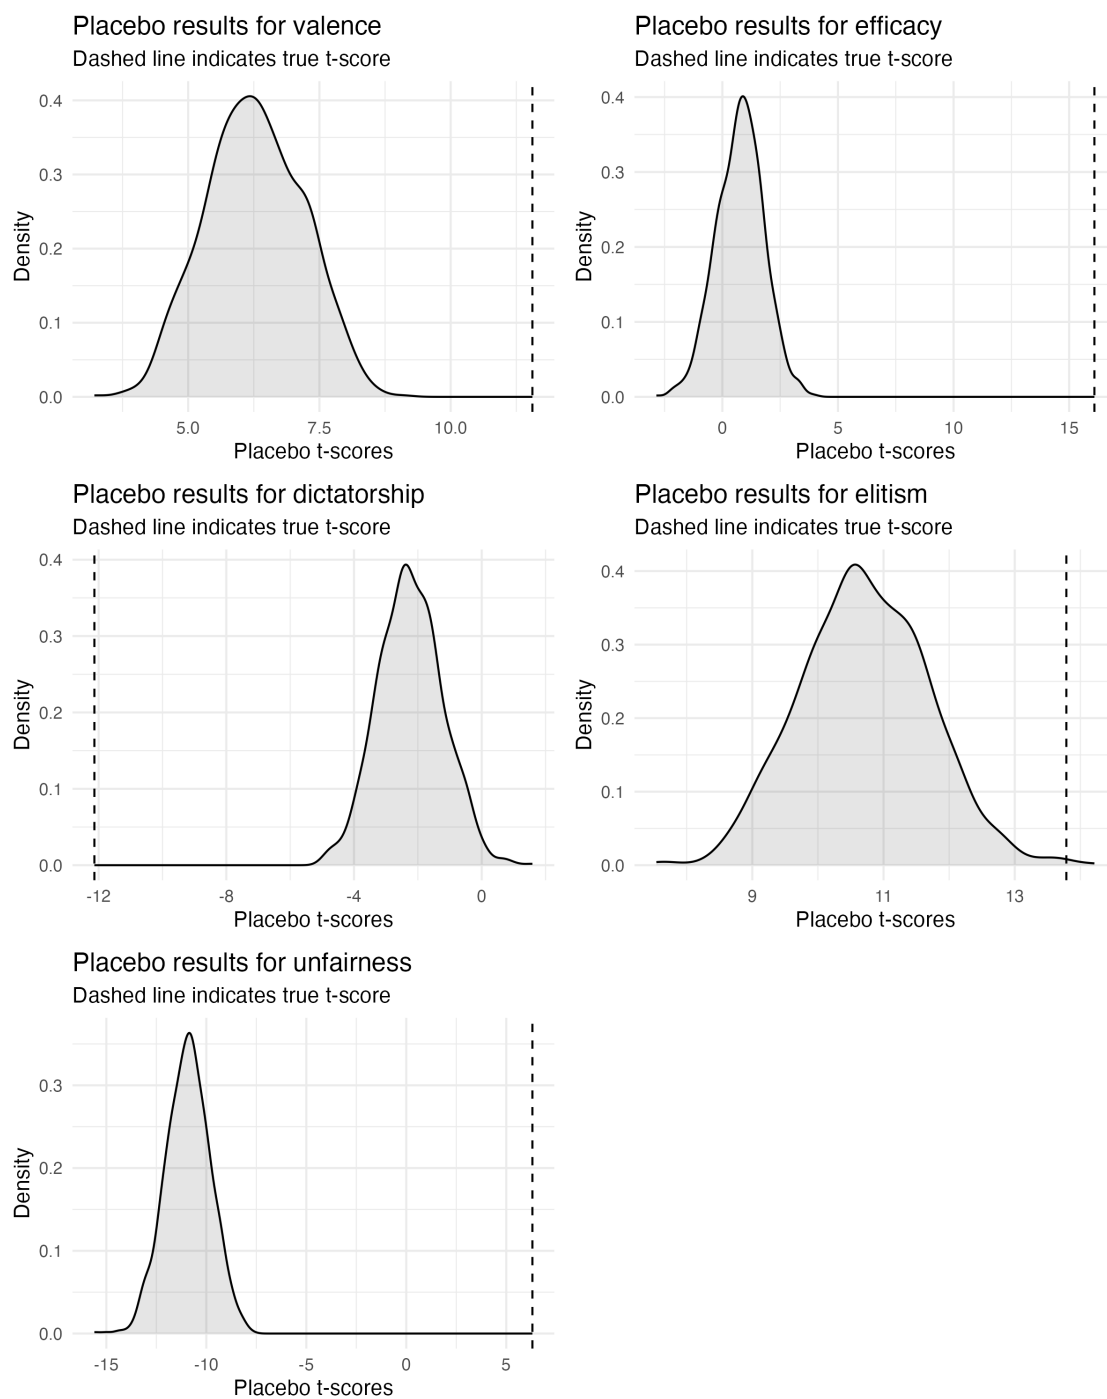 Placebo results for valence
Dashed line indicates true t-score
Density
0.4
0.3
0.2
0.1
0.0
5.0 7.5 10.0
Placebo t-scores
Placebo results for efficacy
Dashed line indicates true t-score
Density
0.4
0.3
0.2
0.1
0.0
0 5 10 15
Placebo t-scores
Placebo results for dictatorship
Dashed line indicates true t-score
Density
0.4
0.3
0.2
0.1
0.0
-12 -8 -4 0
Placebo t-scores
Placebo results for elitism
Dashed line indicates true t-score
Density
0.4
0.3
0.2
0.1
0.0
9 11 13
Placebo t-scores
Placebo results for unfairness
Dashed line indicates true t-score
Density
0.3
0.2
0.1
0.0
-15 -10 -5 0 5
Placebo t-scores